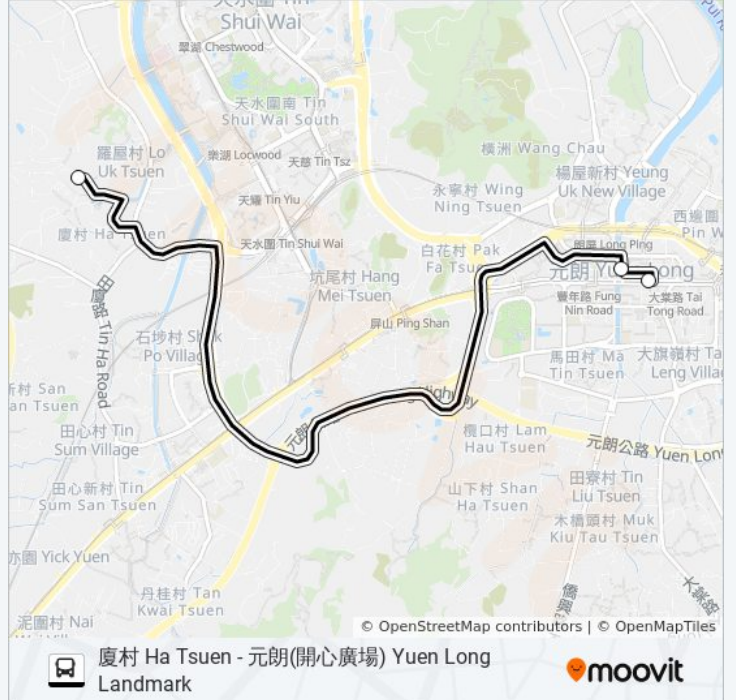 天水圍 Tin
Shui Wai
翠湖 Chestwood
天水圍南 Tin
Shui Wai South
羅屋村 Lo
Uk Tsuen
樂湖 Locwood
天慈 Tin Tsz
橫洲 Wang Chau
楊屋新村 Yeung
Uk New Village
永寧村 Wing
Ning Tsuen
天耀 Tin Yiu
西邊圍
Pin W
廈村 Ha Tsuen
天水圍 Tin Shui Wai
白花村 Pak
Fa Tsuen
朗屏 Long Ping
元朗 Yuen Long
坑尾村 Hang
Mei Tsuen
豐年路 Fung
Nin Road
大棠路 Tai
Tong Road
田廈路 Tin Ha Road
屏山 Ping Shan
石埗村 Shek
Po Village
馬田村 Ma
Tin Tsuen
大旗嶺村 Ta
Leng Villa
新村 San
an Tsuen
Highway
元朗
田心村 Tin
Sum Village
欖口村 Lam
Hau Tsuen
元朗公路 Yuen Lon
田寮村 Tin
Liu Tsuen
田心新村 Tin
Sum San Tsuen
山下村 Shan
Ha Tsuen
木橋頭村 Muk
Kiu Tau Tsuen
亦園 Yick Yuen
丹桂村 Tan
Kwai Tsuen
大棠路
泥圍村 Nai
© OpenStreetMap contributors | © OpenMapTiles
廈村 Ha Tsuen - 元朗(開心廣場) Yuen Long
Landmark
moovit